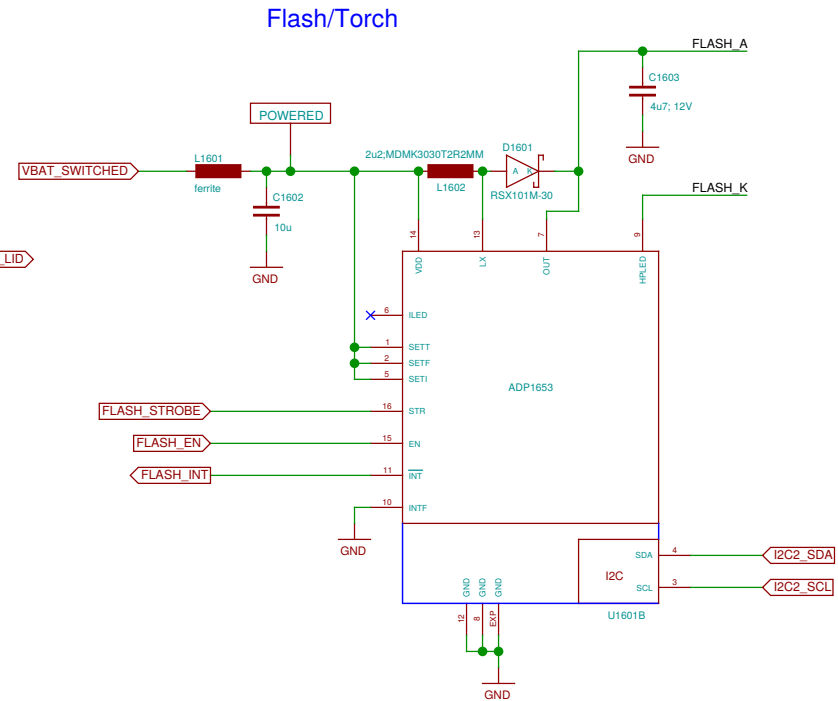 Flash/Torch
FLASH_A
C1603
4u7; 12V
GND
POWERED
2u2;MDMK3030T2R2MM
D1601
L1601
VBAT_SWITCHED
A K
ferrite
L1602
RSX101M-30
FLASH_K
C1602
10u
GND
_LID
14
13
7
9
VDD
LX
OUT
HPLED
6
ILED
1
SETT
2
SETF
5
SETI
ADP1653
FLASH_STROBE
16
STR
FLASH_EN
15
EN
FLASH_INT
11
INT
10
INTF
GND
SDA
4
I2C2_SDA
I2C
SCL
3
I2C2_SCL
GND
GND
GND
12
8
EXP
U1601B
GND